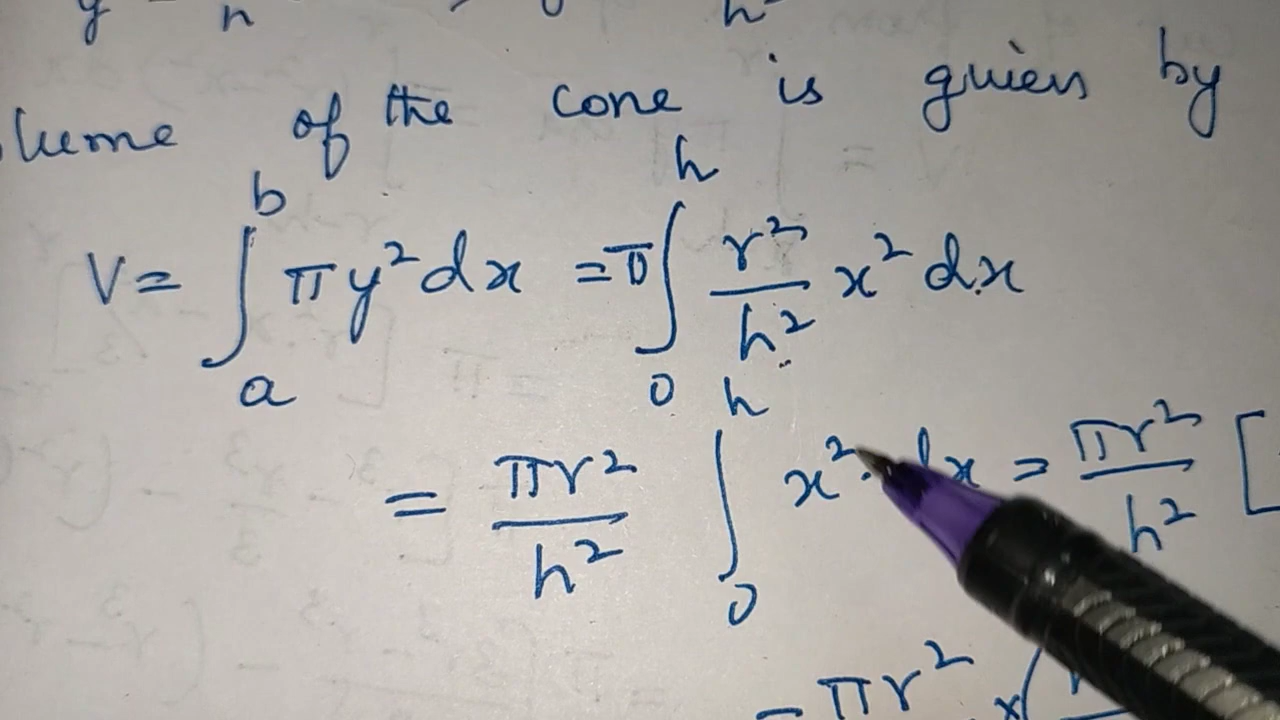 of the cone is given by
V = ∫_a^b πy² dx = π∫_0^h r²/h² x² dx
= πr²/h² ∫_0^h x². dx = πr²/h² [
= πr² × (